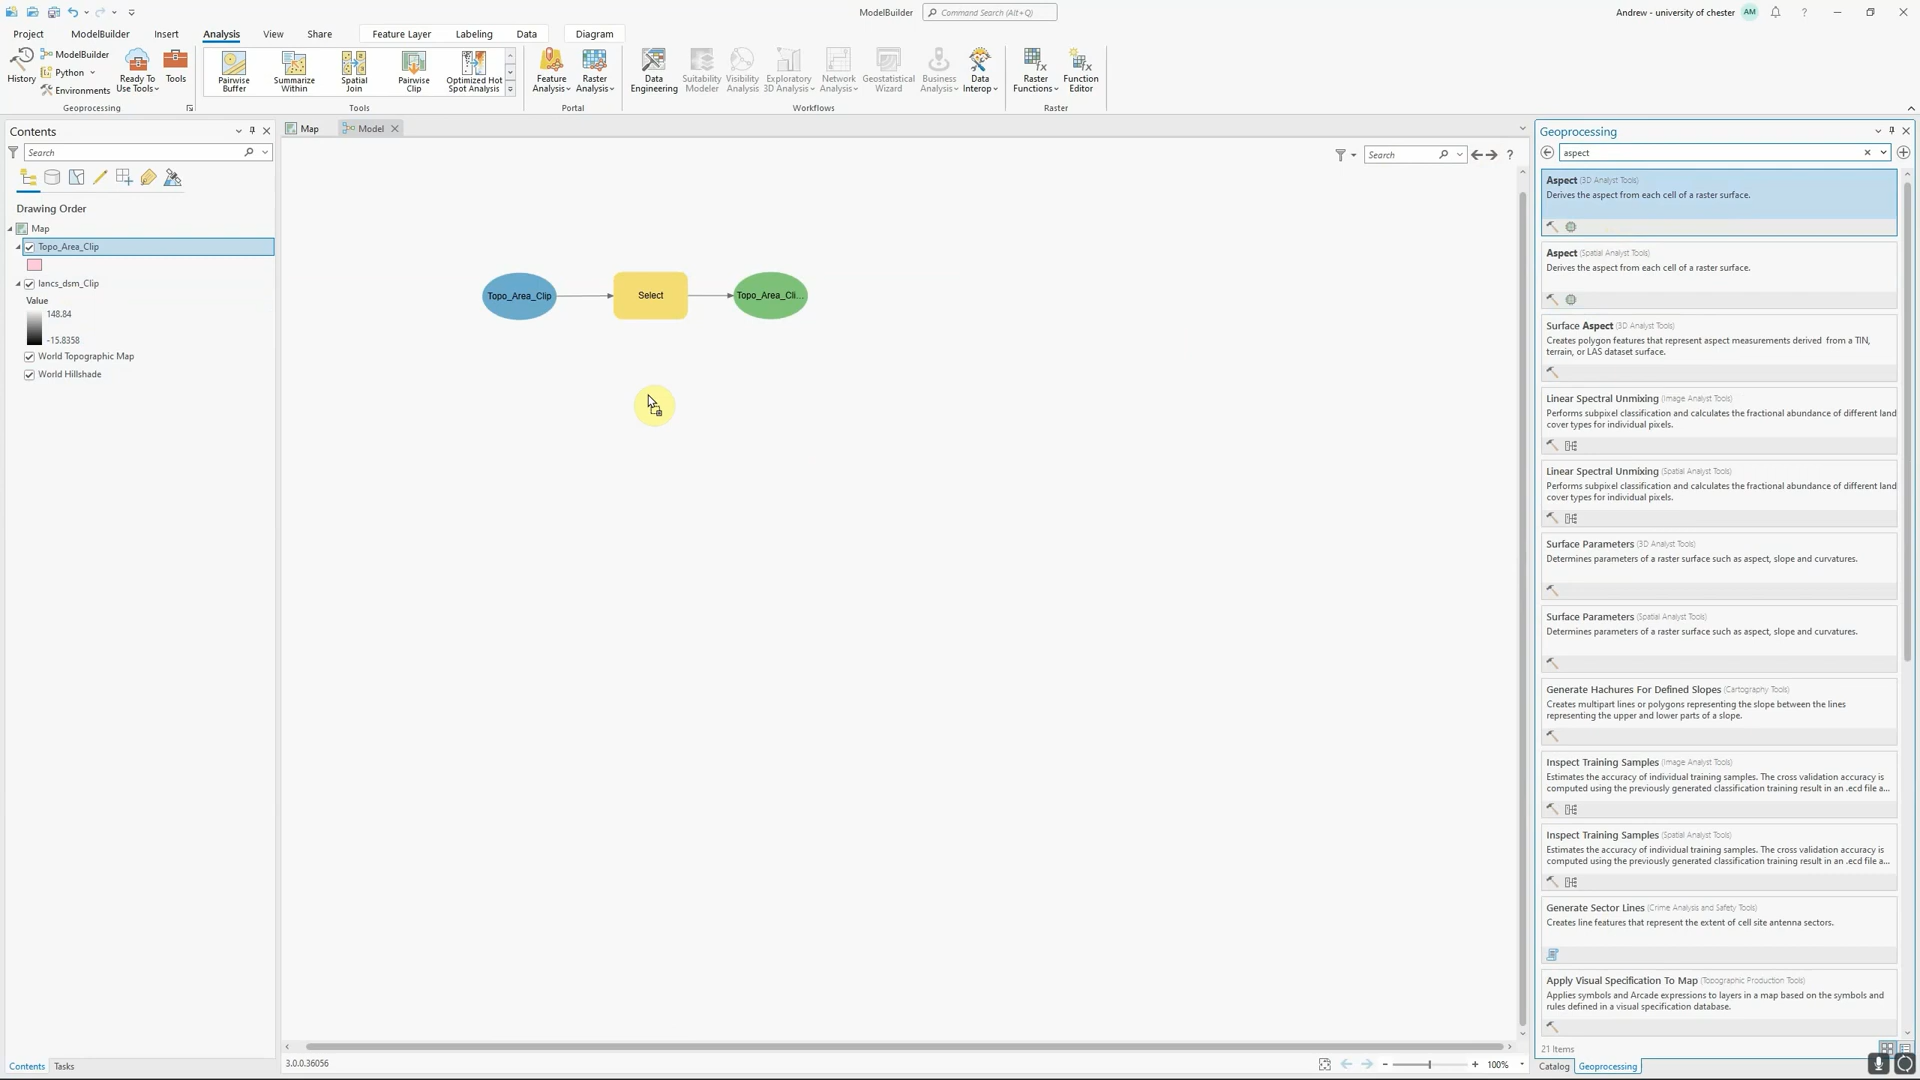 ModelBuilder
Command Search (Alt+Q)
Andrew - university of chester
AM
?
Project
ModelBuilder
Insert
Analysis
View
Share
Feature Layer
Labeling
Data
Diagram
History
ModelBuilder
Python
Environments
Ready To Use Tools
Tools
Geoprocessing
Pairwise Buffer
Summarize Within
Spatial Join
Pairwise Clip
Optimized Hot Spot Analysis
Tools
Feature Analysis
Raster Analysis
Portal
Data Engineering
Suitability Modeler
Visibility Analysis
Exploratory 3D Analysis
Network Analysis
Geostatistical Wizard
Business Analysis
Data Interop
Workflows
Raster Functions
Function Editor
Raster
Contents
Search
Drawing Order
Map
Topo_Area_Clip
lancs_dsm_Clip
Value
148.84
-15.8358
World Topographic Map
World Hillshade
Contents
Tasks
Map
Model
Search
?
Topo_Area_Clip
Select
Topo_Area_Cli...
3.0.0.36056
100%
Geoprocessing
aspect
Aspect (3D Analyst Tools)
Derives the aspect from each cell of a raster surface.
Aspect (Spatial Analyst Tools)
Derives the aspect from each cell of a raster surface.
Surface Aspect (3D Analyst Tools)
Creates polygon features that represent aspect measurements derived from a TIN,
terrain, or LAS dataset surface.
Linear Spectral Unmixing (Image Analyst Tools)
Performs subpixel classification and calculates the fractional abundance of different land
cover types for individual pixels.
Linear Spectral Unmixing (Spatial Analyst Tools)
Performs subpixel classification and calculates the fractional abundance of different land
cover types for individual pixels.
Surface Parameters (3D Analyst Tools)
Determines parameters of a raster surface such as aspect, slope and curvatures.
Surface Parameters (Spatial Analyst Tools)
Determines parameters of a raster surface such as aspect, slope and curvatures.
Generate Hachures For Defined Slopes (Cartography Tools)
Creates multipart lines or polygons representing the slope between the lines
representing the upper and lower parts of a slope.
Inspect Training Samples (Image Analyst Tools)
Estimates the accuracy of individual training samples. The cross validation accuracy is
computed using the previously generated classification training result in an .ecd file a...
Inspect Training Samples (Spatial Analyst Tools)
Estimates the accuracy of individual training samples. The cross validation accuracy is
computed using the previously generated classification training result in an .ecd file a...
Generate Sector Lines (Crime Analysis and Safety Tools)
Creates line features that represent the extent of cell site antenna sectors.
Apply Visual Specification To Map (Topographic Production Tools)
Applies symbols and Arcade expressions to layers in a map based on the symbols and
rules defined in a visual specification database.
21 Items
Catalog
Geoprocessing